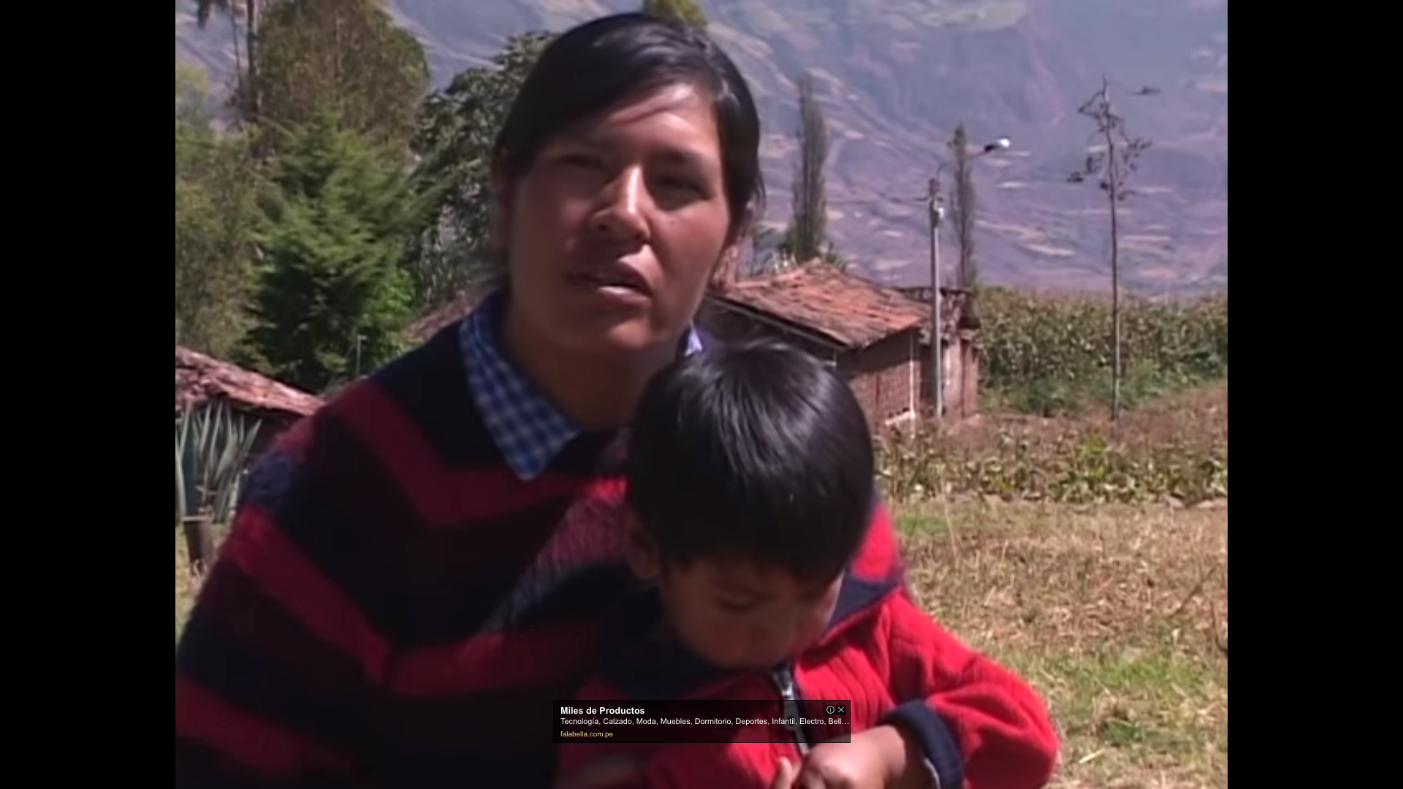 Miles de Productos
Tecnología, Calzado, Moda, Muebles, Dormitorio, Deportes, Infantil, Electro, Bell...
falabella.com.pe